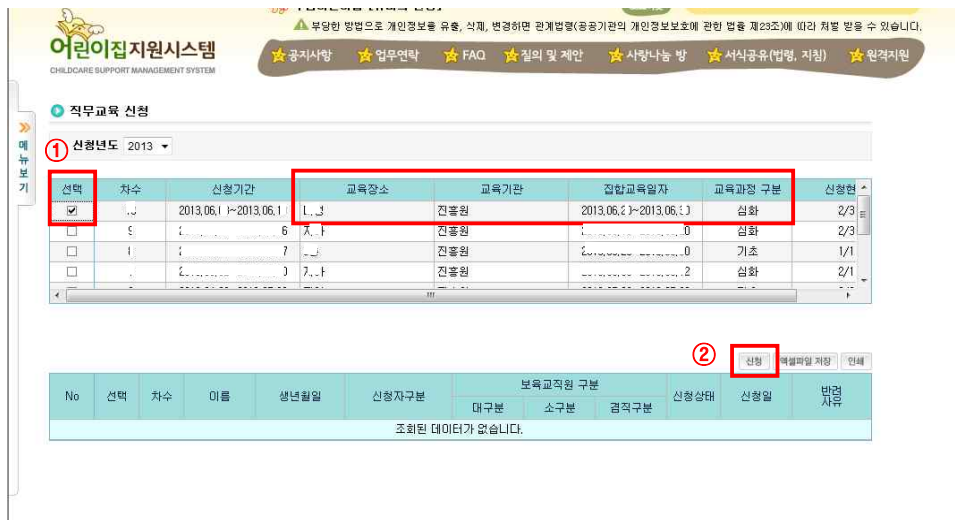 부당한 방법으로 개인정보를 유출, 삭제, 변경하면 관계법령(공공기관의 개인정보보호에 관한 법률 제23조)에 따라 처벌 받을 수 있습니다.
어린이집지원시스템
CHILDCARE SUPPORT MANAGEMENT SYSTEM
공지사항 업무연락 FAQ 질의 및 제안 사랑나눔 방 서식공유(법령, 지침) 원격지원
메뉴보기
직무교육 신청
① 신청년도 2013
선택 차수 신청기간 교육장소 교육기관 집합교육일자 교육과정 구분 신청현
진흥원 심화 2/3
진흥원 심화 2/3
진흥원 기초 1/1
진흥원 심화 2/1
② 신청 엑셀파일 저장 인쇄
No 선택 차수 이름 생년월일 신청자구분 보육교직원 구분 신청상태 신청일 반려사유
대구분 소구분 겸직구분
조회된 데이터가 없습니다.